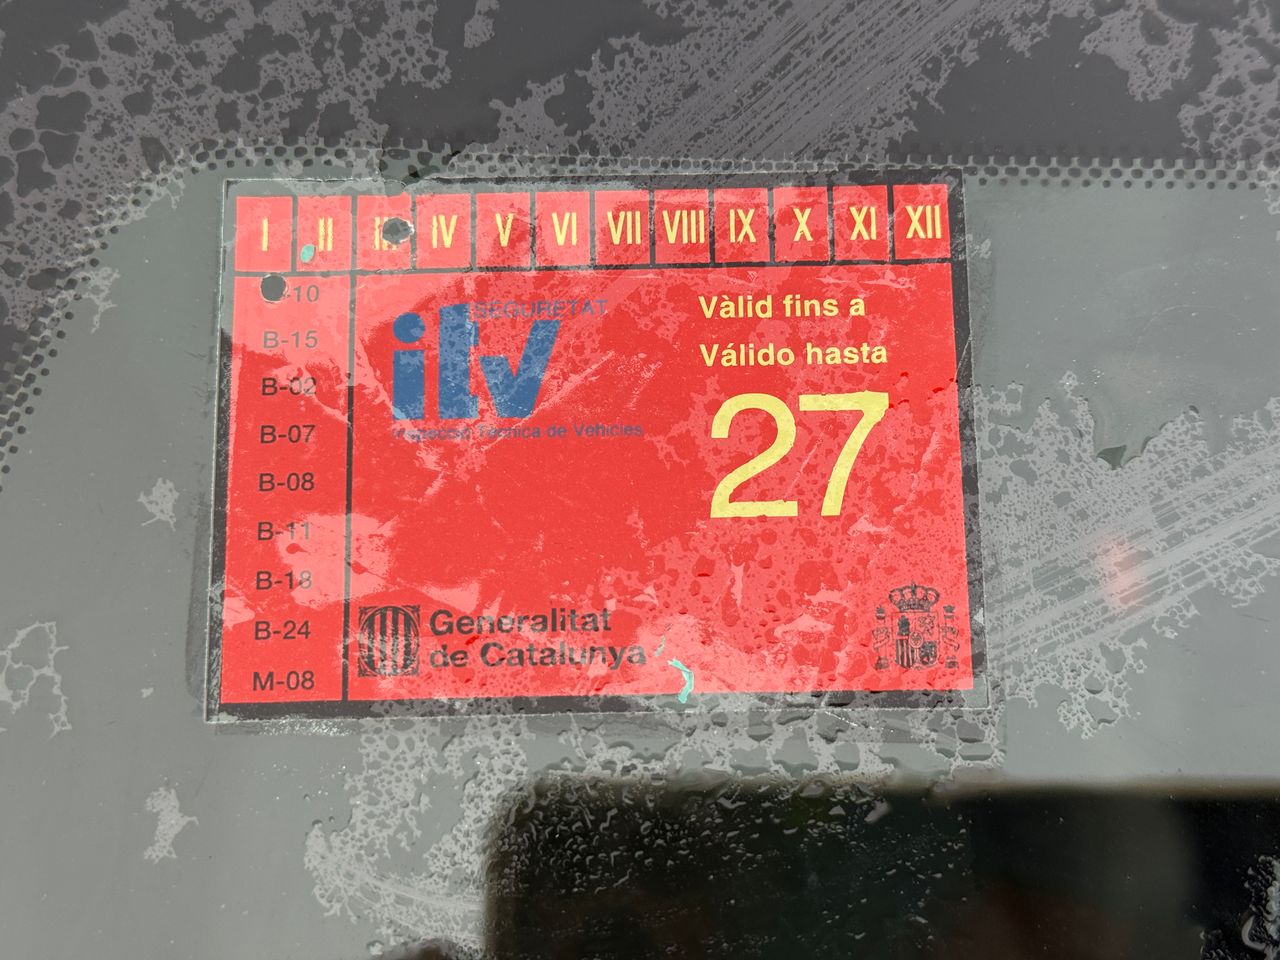 I II III IV V VI VII VIII IX X XI XII
-10
B-15
B-02
B-07
B-08
B-11
B-18
B-24
M-08
SEGURETAT
itv
Inspecció Tècnica de Vehicles
Vàlid fins a
Válido hasta
27
Generalitat
de Catalunya